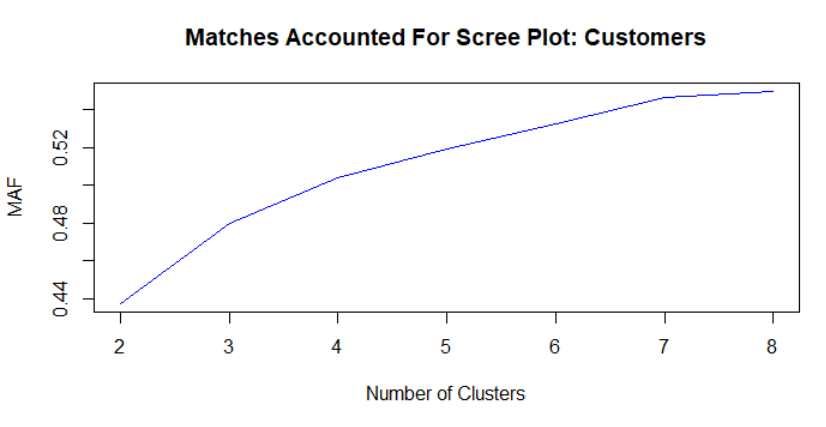 Matches Accounted For Scree Plot: Customers
MAF
0.52
0.48
0.44
2 3 4 5 6 7 8
Number of Clusters